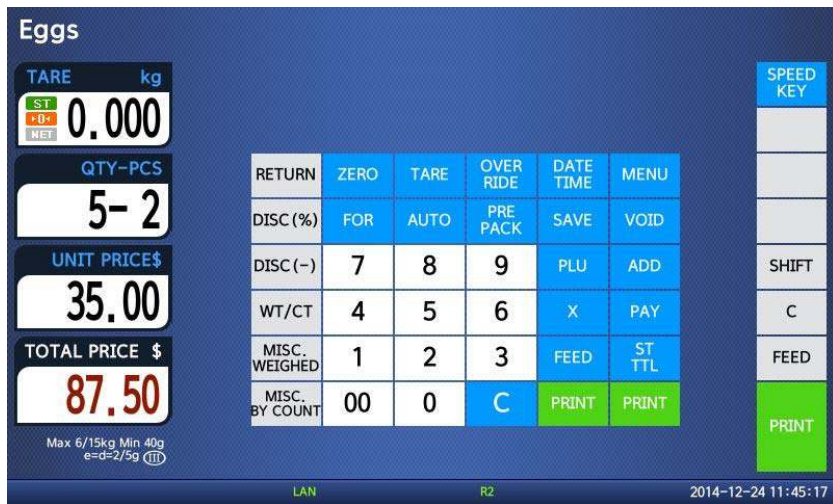 Eggs
TARE kg
ST
►0◄
NET
0.000
QTY-PCS
5- 2
UNIT PRICE$
35.00
TOTAL PRICE $
87.50
Max 6/15kg Min 40g
e=d=2/5g III
RETURN ZERO TARE OVER RIDE DATE TIME MENU
DISC(%) FOR AUTO PRE PACK SAVE VOID
DISC(-) 7 8 9 PLU ADD
WT/CT 4 5 6 X PAY
MISC. WEIGHED 1 2 3 FEED ST TTL
MISC. BY COUNT 00 0 C PRINT PRINT
SPEED
KEY
SHIFT
C
FEED
PRINT
LAN R2 2014-12-24 11:45:17